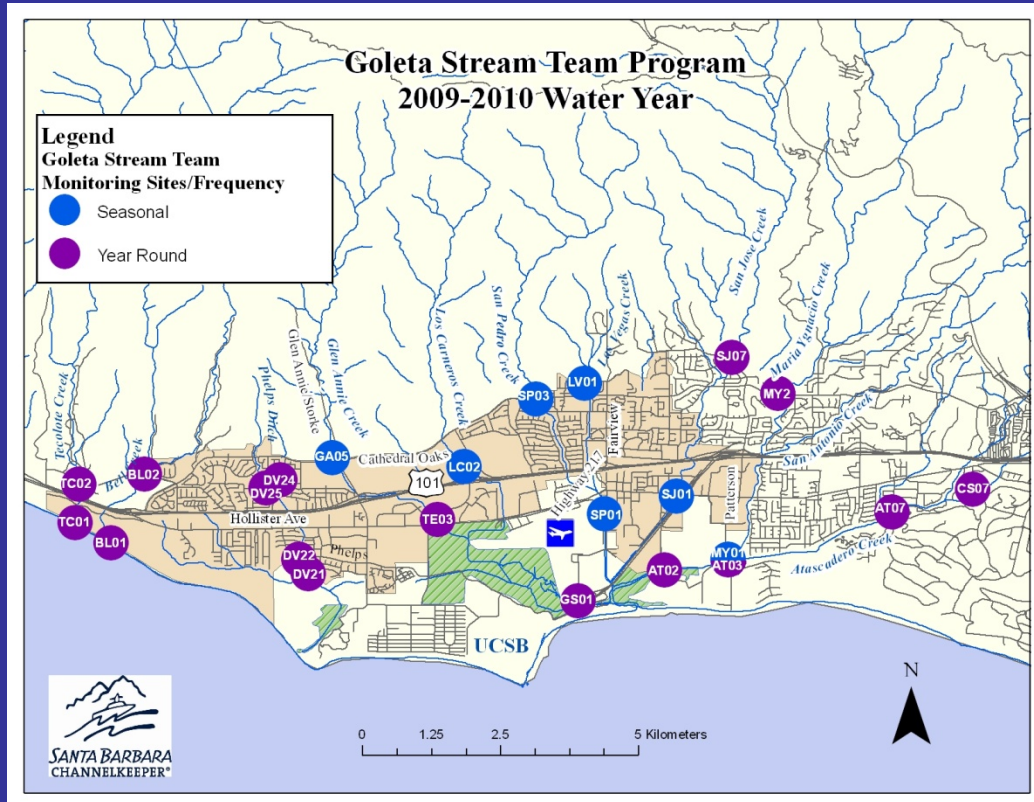 Goleta Stream Team Program
2009-2010 Water Year
Legend
Goleta Stream Team
Monitoring Sites/Frequency
Seasonal
Year Round
Tecolote Creek
Phelps Ditch
Glen Annie/Storke
Glen Annie Creek
Los Carneros Creek
San Pedro Creek
Las Vegas Creek
San Jose Creek
Maria Ygnacio Creek
San Antonio Creek
Atascadero Creek
Cathedral Oaks
101
Hollister Ave
Phelps
Highway 217
Fairview
Patterson
TC02
BL02
TC01
BL01
DV24
DV25
DV22
DV21
GA05
LC02
TE03
SP03
LV01
SP01
SJ01
SJ07
MY2
MY01
AT03
AT02
GS01
AT07
CS07
UCSB
N
0 1.25 2.5 5 Kilometers
SANTA BARBARA
CHANNELKEEPER®